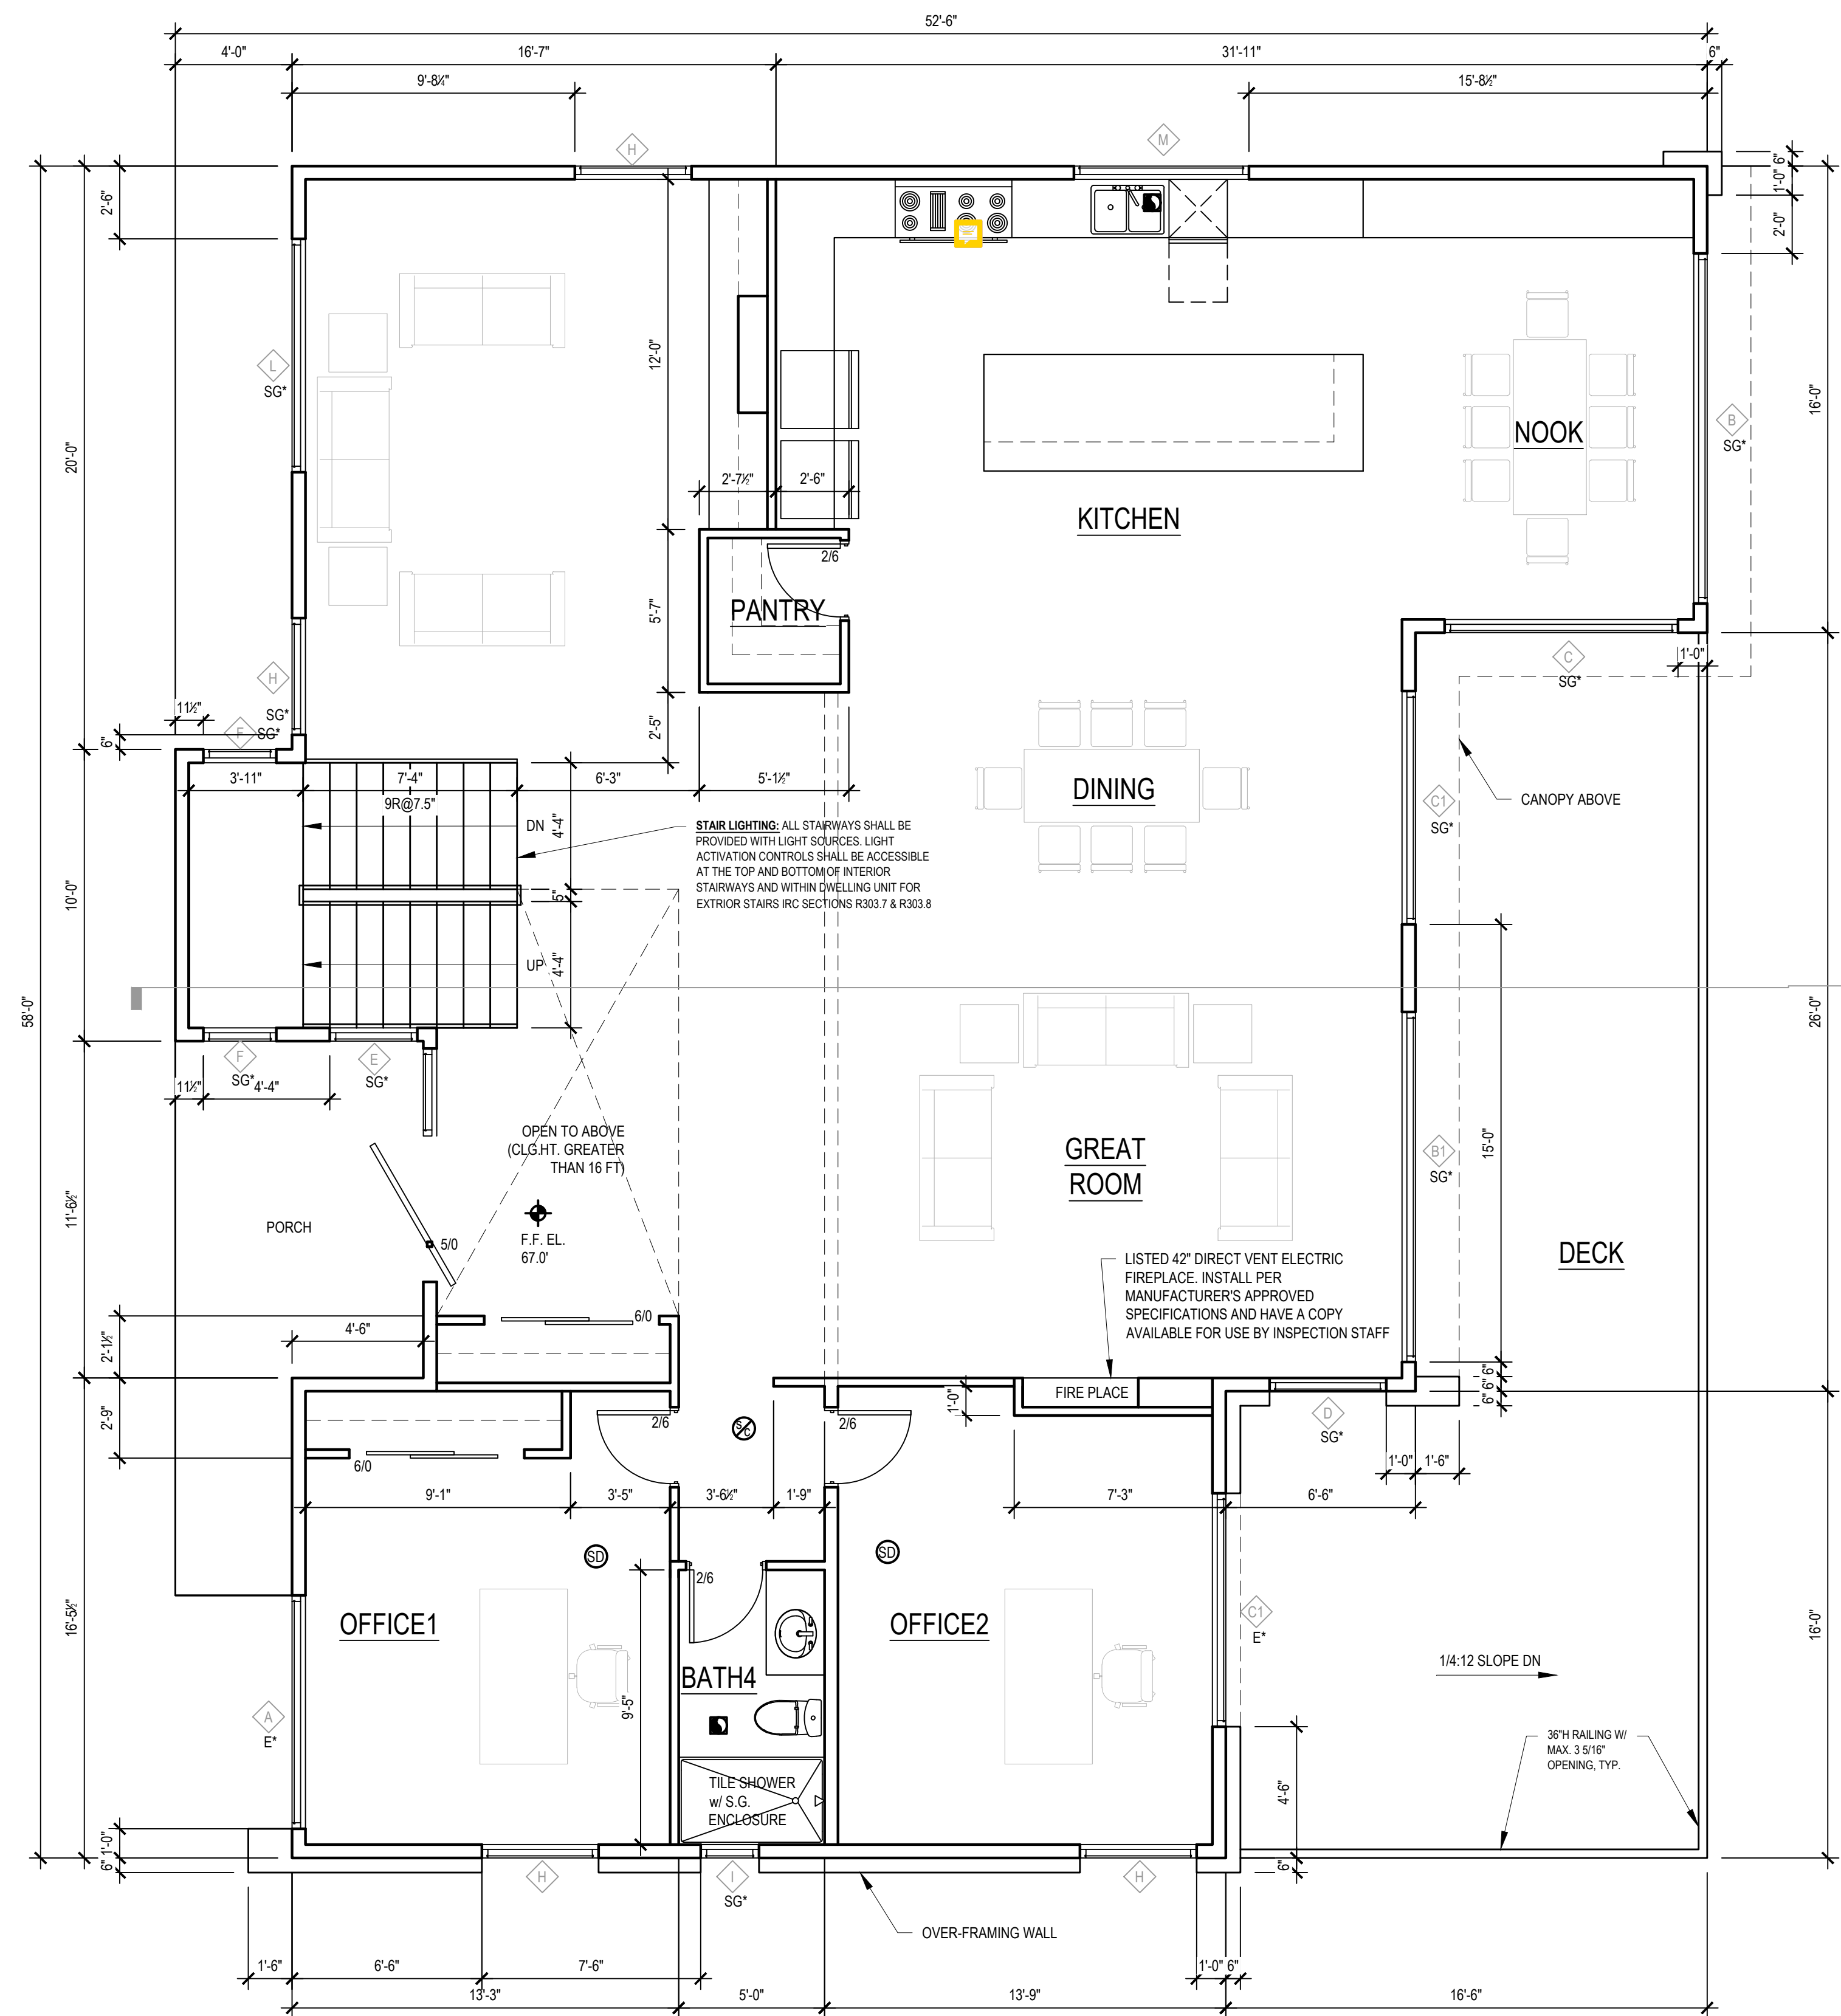 52'-6"
4'-0" 16'-7" 31'-11" 6"
9'-8¼" 15'-8½"
H M
6"
1'-0"
2'-0"
2'-6"
12'-0"
L
SG*
20'-0"
16'-0"
B
SG*
NOOK
2'-7½" 2'-6"
KITCHEN
2/6
PANTRY
5'-7"
H
SG*
C
SG*
1'-0"
11½"
F
SG*
6"
2'-5"
3'-11" 7'-4" 6'-3" 5'-1½"
9R@7.5"
DINING
C1
SG*
CANOPY ABOVE
DN
4'-4"
STAIR LIGHTING: ALL STAIRWAYS SHALL BE
PROVIDED WITH LIGHT SOURCES. LIGHT
ACTIVATION CONTROLS SHALL BE ACCESSIBLE
AT THE TOP AND BOTTOM OF INTERIOR
STAIRWAYS AND WITHIN DWELLING UNIT FOR
EXTRIOR STAIRS IRC SECTIONS R303.7 & R303.8
10'-0"
5"
UP
4'-4"
58'-0"
26'-0"
F
SG*
E
SG*
11½" 4'-4"
OPEN TO ABOVE
(CLG.HT. GREATER
THAN 16 FT)
GREAT
ROOM
B1
SG*
15'-0"
11'-6½"
PORCH
5/0
F.F. EL.
67.0'
DECK
LISTED 42" DIRECT VENT ELECTRIC
FIREPLACE. INSTALL PER
MANUFACTURER'S APPROVED
SPECIFICATIONS AND HAVE A COPY
AVAILABLE FOR USE BY INSPECTION STAFF
6/0
4'-6"
2'-1½"
FIRE PLACE
1'-0"
6"
6"
6"
6"
2'-9"
2/6
S/C
2/6
D
SG*
6/0
1'-0" 1'-6"
9'-1" 3'-5" 3'-6½" 1'-9" 7'-3" 6'-6"
SD SD
2/6
16'-5½"
16'-0"
OFFICE1
OFFICE2
C1
E*
BATH4
9'-5"
1/4:12 SLOPE DN
A
E*
36"H RAILING W/
MAX. 3 5/16"
OPENING, TYP.
TILE SHOWER
w/ S.G.
ENCLOSURE
4'-6"
1'-0"
6"
6"
H
I
SG*
H
OVER-FRAMING WALL
1'-6" 6'-6" 7'-6" 1'-0" 6"
13'-3" 5'-0" 13'-9" 16'-6"